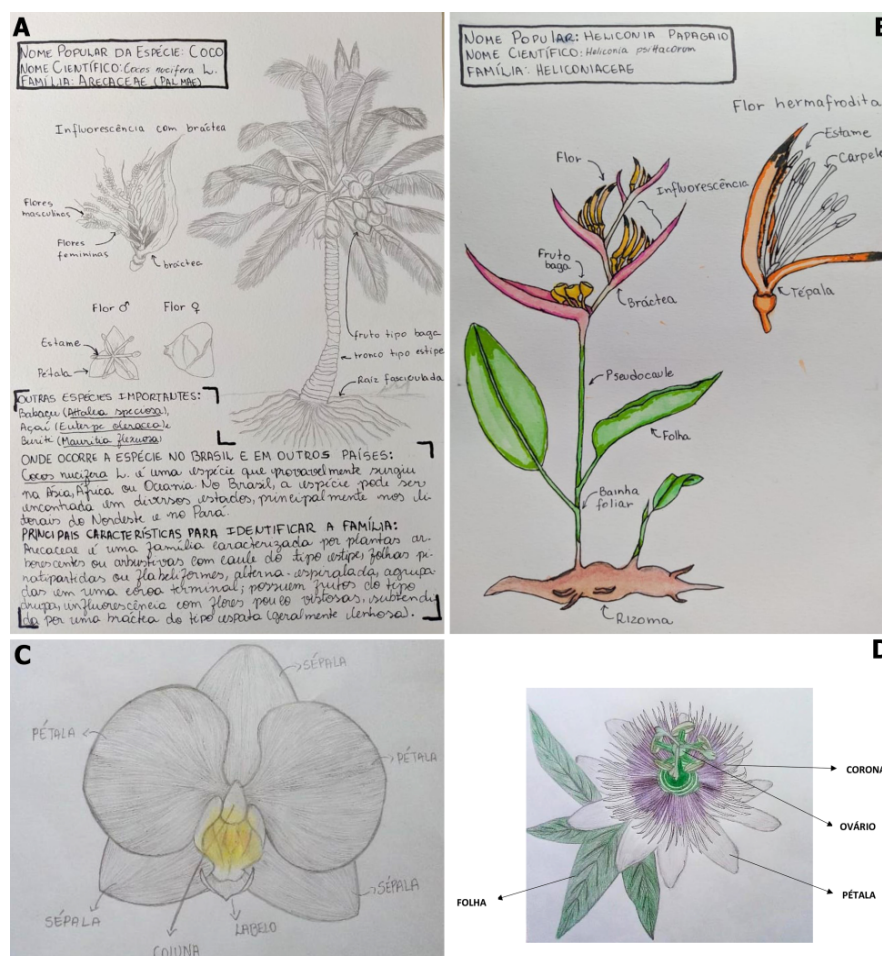 A
NOME POPULAR DA ESPÉCIE: COCO
NOME CIENTÍFICO: Cocos nucifera L.
FAMÍLIA: ARECACEAE (PALMAE)
Influorescência com bráctea
Flores
masculinas
Flores
femininas
bráctea
Flor ♂
Flor ♀
Estame
Pétala
fruto tipo baga
tronco tipo estipe
Raiz fasciculada
OUTRAS ESPÉCIES IMPORTANTES:
Babaçu (Attalea speciosa),
Açaí (Euterpe oleracea) e
Buriti (Mauritia flexuosa)
ONDE OCORRE A ESPÉCIE NO BRASIL E EM OUTROS PAÍSES:
Cocos nucifera L. é uma espécie que provavelmente surgiu
na Ásia, África ou Oceania. No Brasil, a espécie pode ser
encontrada em diversos estados, principalmente nos li-
torais do Nordeste e no Pará.
PRINCIPAIS CARACTERÍSTICAS PARA IDENTIFICAR A FAMÍLIA:
Arecaceae é uma família caracterizada por plantas ar-
borescentes ou arbustivas com caule do tipo estipe, folhas pi-
natipartidas ou flabeliformes, alterna-espiralada, agrupa-
das em uma coroa terminal; possuem frutos do tipo
drupa, influorescência com flores pouco vistosas, subtendi-
da por uma bráctea do tipo espata (geralmente lenhosa).
B
NOME POPULAR: HELICONIA PAPAGAIO
NOME CIENTÍFICO: Heliconia psittacorum
FAMÍLIA: HELICONIACEAE
Flor hermafrodita
Estame
Carpelo
Tépala
Flor
Influorescência
Fruto
baga
Bráctea
Pseudocaule
Folha
Bainha
foliar
Rizoma
C
SÉPALA
PÉTALA
PÉTALA
SÉPALA
SÉPALA
LABELO
COLUNA
D
CORONA
OVÁRIO
PÉTALA
FOLHA